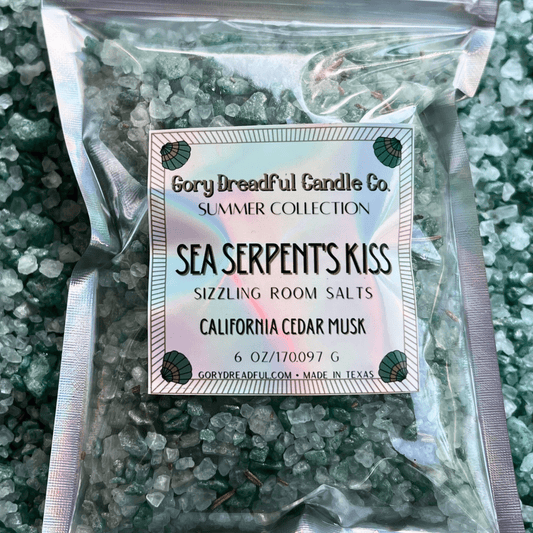 Gory Dreadful Candle Co.
SUMMER COLLECTION
SEA SERPENT'S KISS
SIZZLING ROOM SALTS
CALIFORNIA CEDAR MUSK
6 OZ/170.097 G
GORYDREADFUL.COM • MADE IN TEXAS